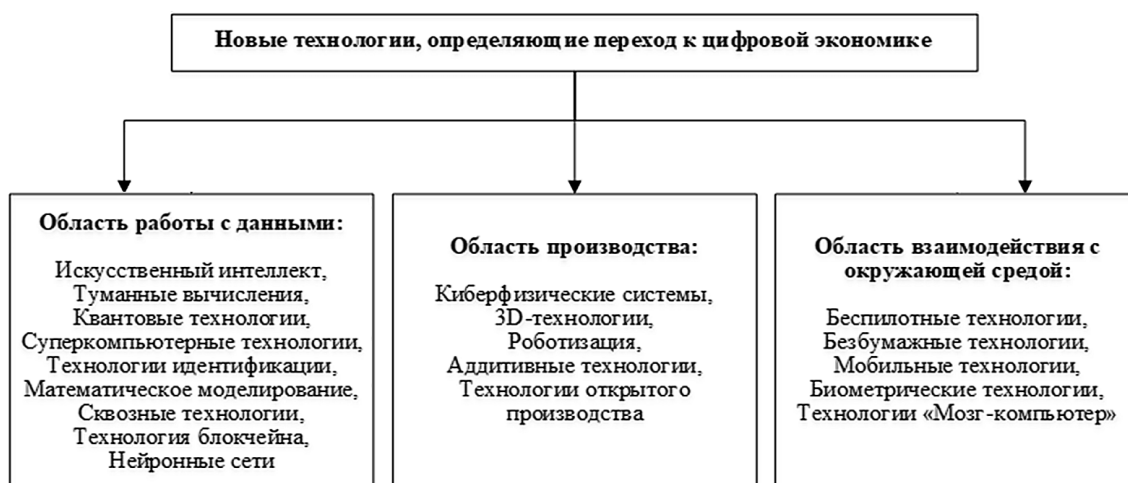 Новые технологии, определяющие переход к цифровой экономике
Область работы с данными:
Искусственный интеллект,
Туманные вычисления,
Квантовые технологии,
Суперкомпьютерные технологии,
Технологии идентификации,
Математическое моделирование,
Сквозные технологии,
Технология блокчейна,
Нейронные сети
Область производства:
Киберфизические системы,
3D-технологии,
Роботизация,
Аддитивные технологии,
Технологии открытого
производства
Область взаимодействия с
окружающей средой:
Беспилотные технологии,
Безбумажные технологии,
Мобильные технологии,
Биометрические технологии,
Технологии «Мозг-компьютер»